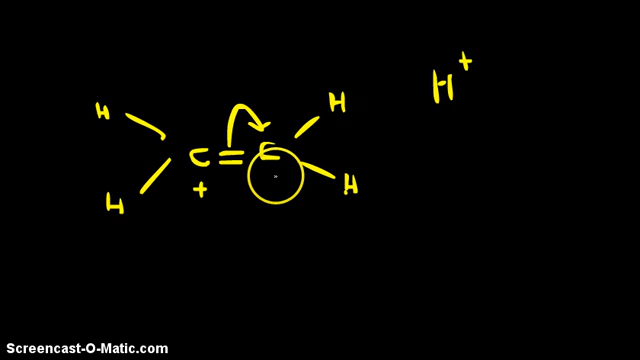 H H H⁺
C = C
+
H H
Screencast-O-Matic.com